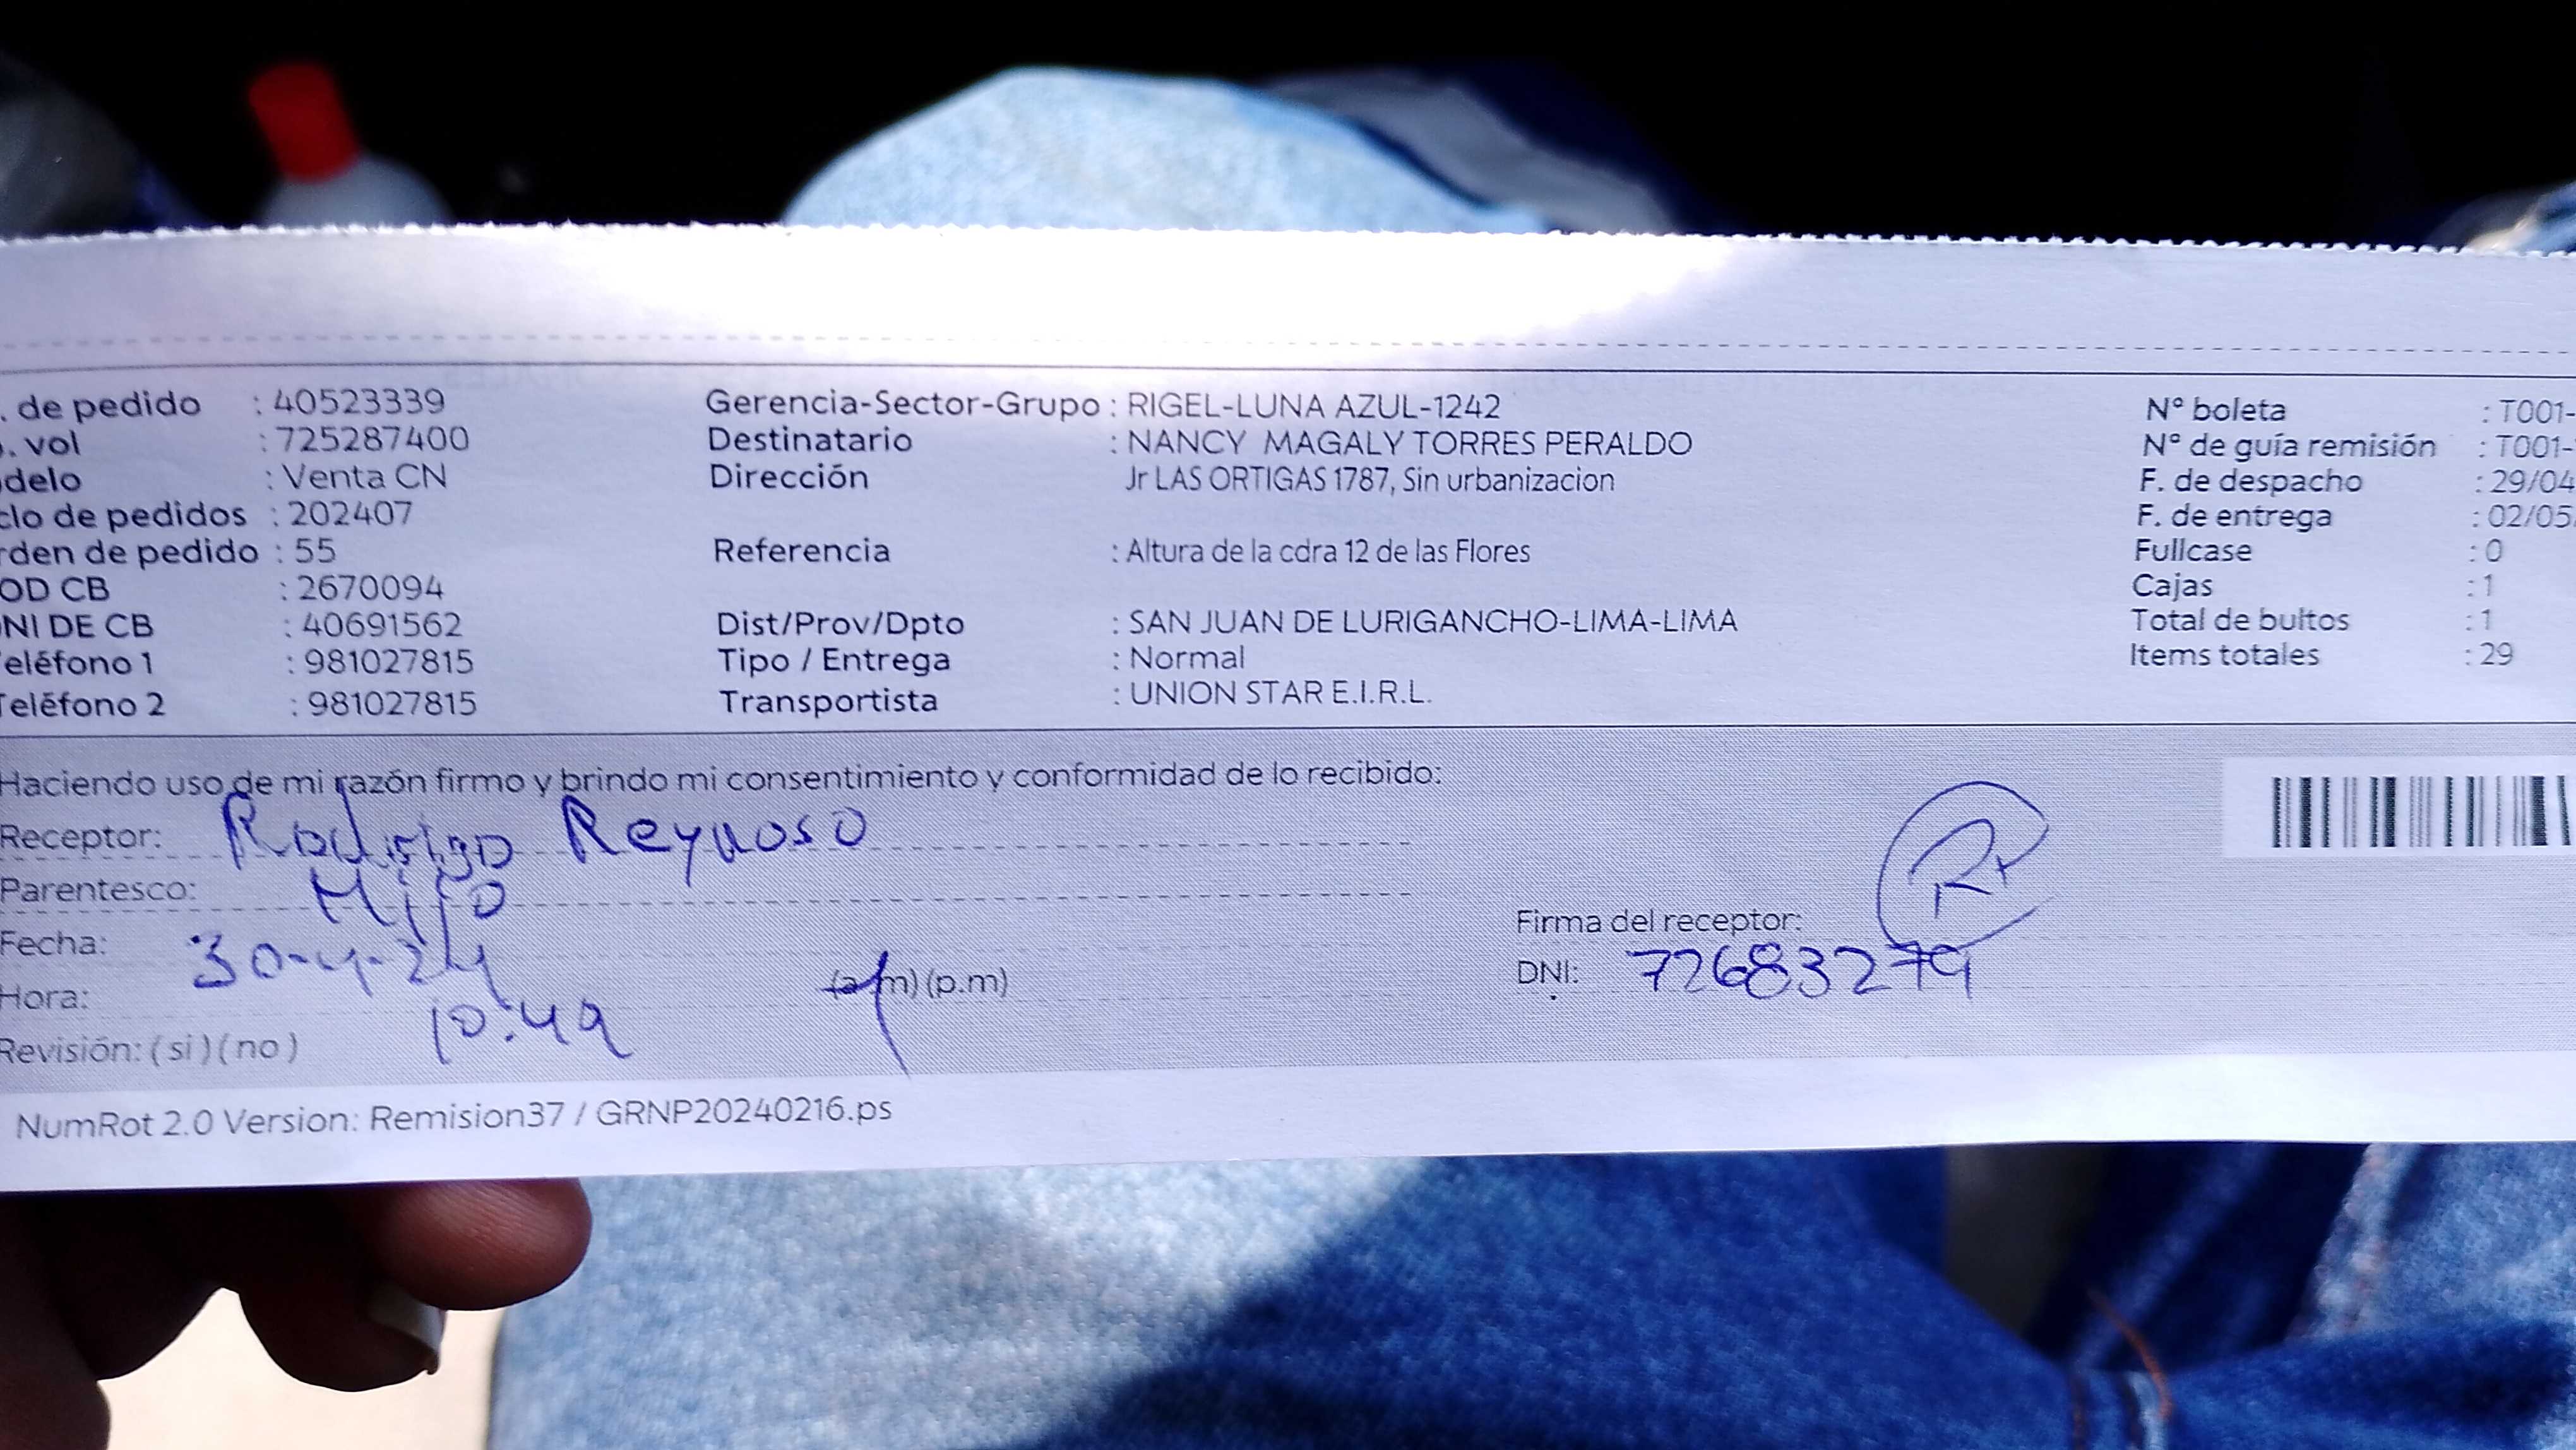 . de pedido : 40523339 Gerencia-Sector-Grupo : RIGEL-LUNA AZUL-1242 Nº boleta : T001-
. vol : 725287400 Destinatario : NANCY MAGALY TORRES PERALDO Nº de guía remisión : T001-
delo : Venta CN Dirección Jr LAS ORTIGAS 1787, Sin urbanizacion F. de despacho : 29/04
clo de pedidos : 202407 F. de entrega : 02/05
rden de pedido : 55 Referencia : Altura de la cdra 12 de las Flores Fullcase : 0
OD CB : 2670094 Cajas : 1
NI DE CB : 40691562 Dist/Prov/Dpto : SAN JUAN DE LURIGANCHO-LIMA-LIMA Total de bultos : 1
eléfono 1 : 981027815 Tipo / Entrega : Normal Items totales : 29
Teléfono 2 : 981027815 Transportista : UNION STAR E.I.R.L.
Haciendo uso de mi razón firmo y brindo mi consentimiento y conformidad de lo recibido:
Receptor: Rodrigo Reynoso
Parentesco: Hijo
Fecha: 30-4-24
Firma del receptor:
Hora: 10:49 (a.m) (p.m) DNI: 72683279
Revisión: ( si ) ( no )
NumRot 2.0 Version: Remision37 / GRNP20240216.ps